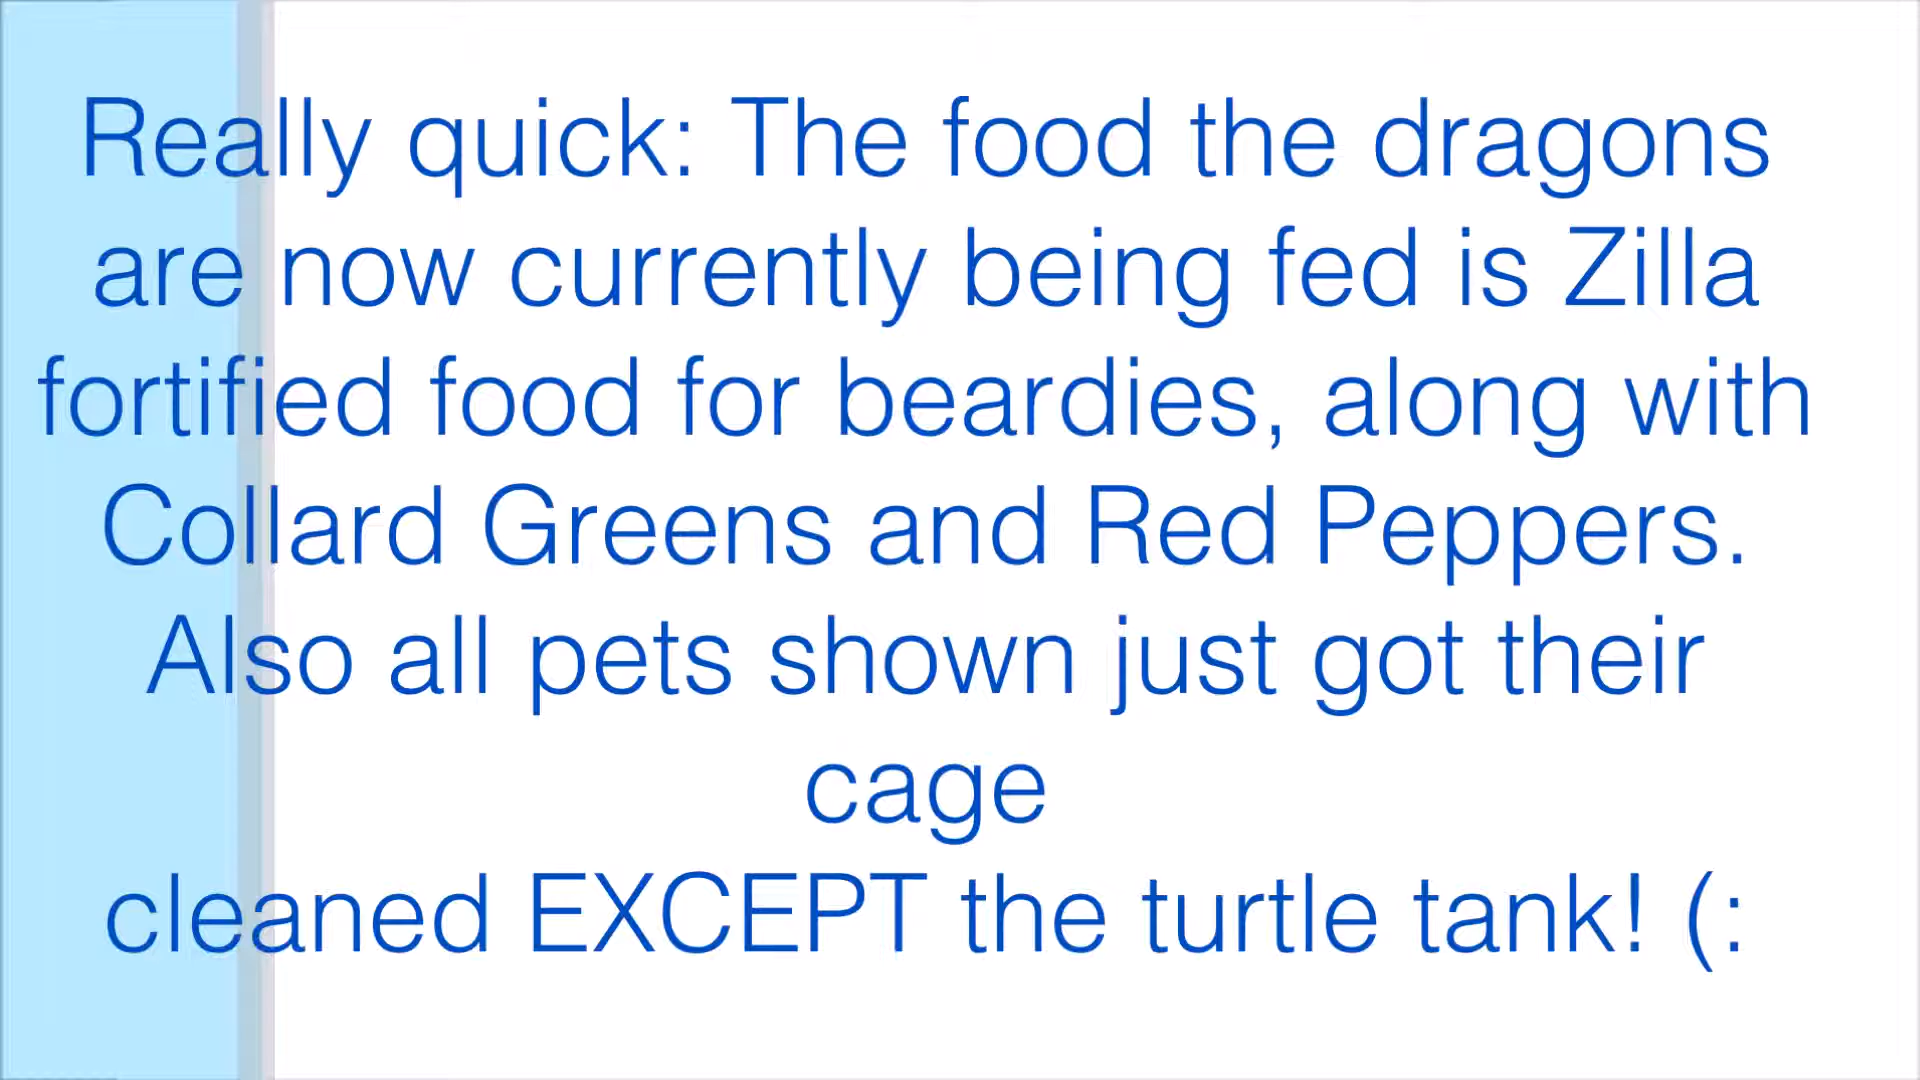 Really quick: The food the dragons
are now currently being fed is Zilla
fortified food for beardies, along with
Collard Greens and Red Peppers.
Also all pets shown just got their
cage
cleaned EXCEPT the turtle tank! (: